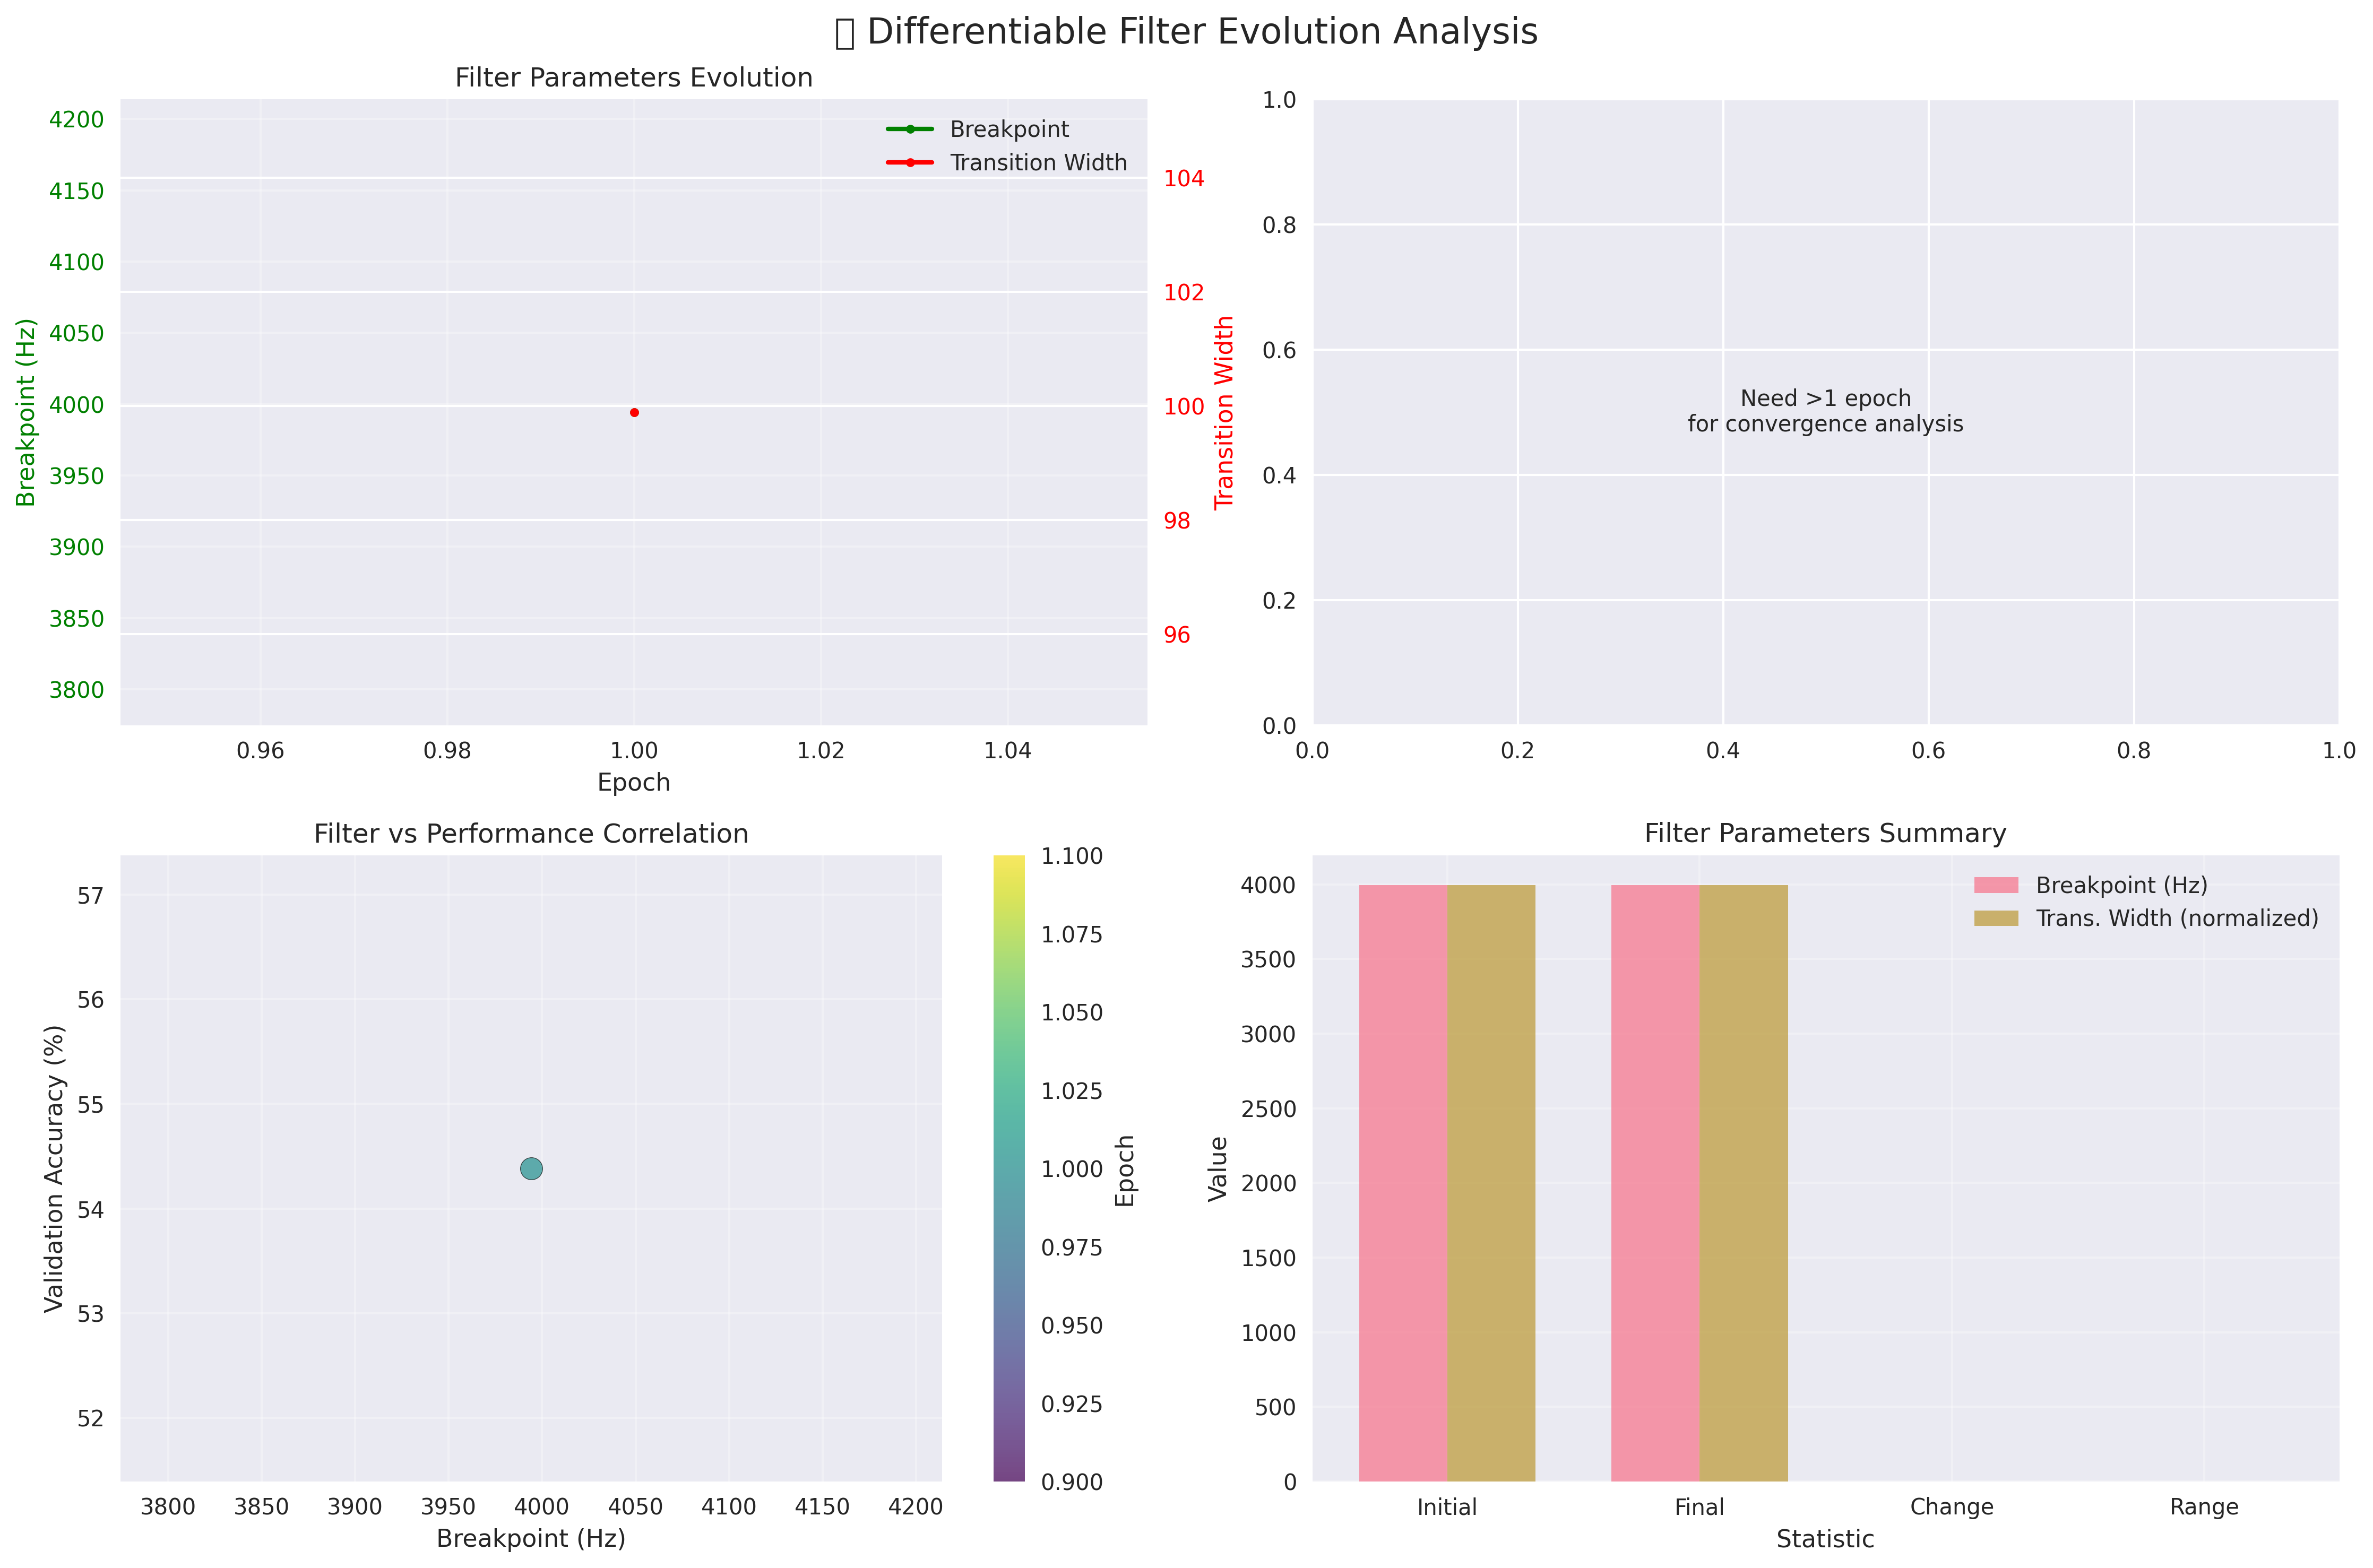 Differentiable Filter Evolution Analysis
Filter Parameters Evolution
Breakpoint
Transition Width
4200
4150
4100
4050
4000
3950
3900
3850
3800
Breakpoint (Hz)
104
102
100
98
96
Transition Width
0.96
0.98
1.00
1.02
1.04
Epoch
1.0
0.8
0.6
0.4
0.2
0.0
Need >1 epoch
for convergence analysis
0.0
0.2
0.4
0.6
0.8
1.0
Filter vs Performance Correlation
57
56
55
54
53
52
Validation Accuracy (%)
3800
3850
3900
3950
4000
4050
4100
4150
4200
Breakpoint (Hz)
1.100
1.075
1.050
1.025
1.000
0.975
0.950
0.925
0.900
Epoch
Filter Parameters Summary
Breakpoint (Hz)
Trans. Width (normalized)
4000
3500
3000
2500
2000
1500
1000
500
0
Value
Initial
Final
Change
Range
Statistic